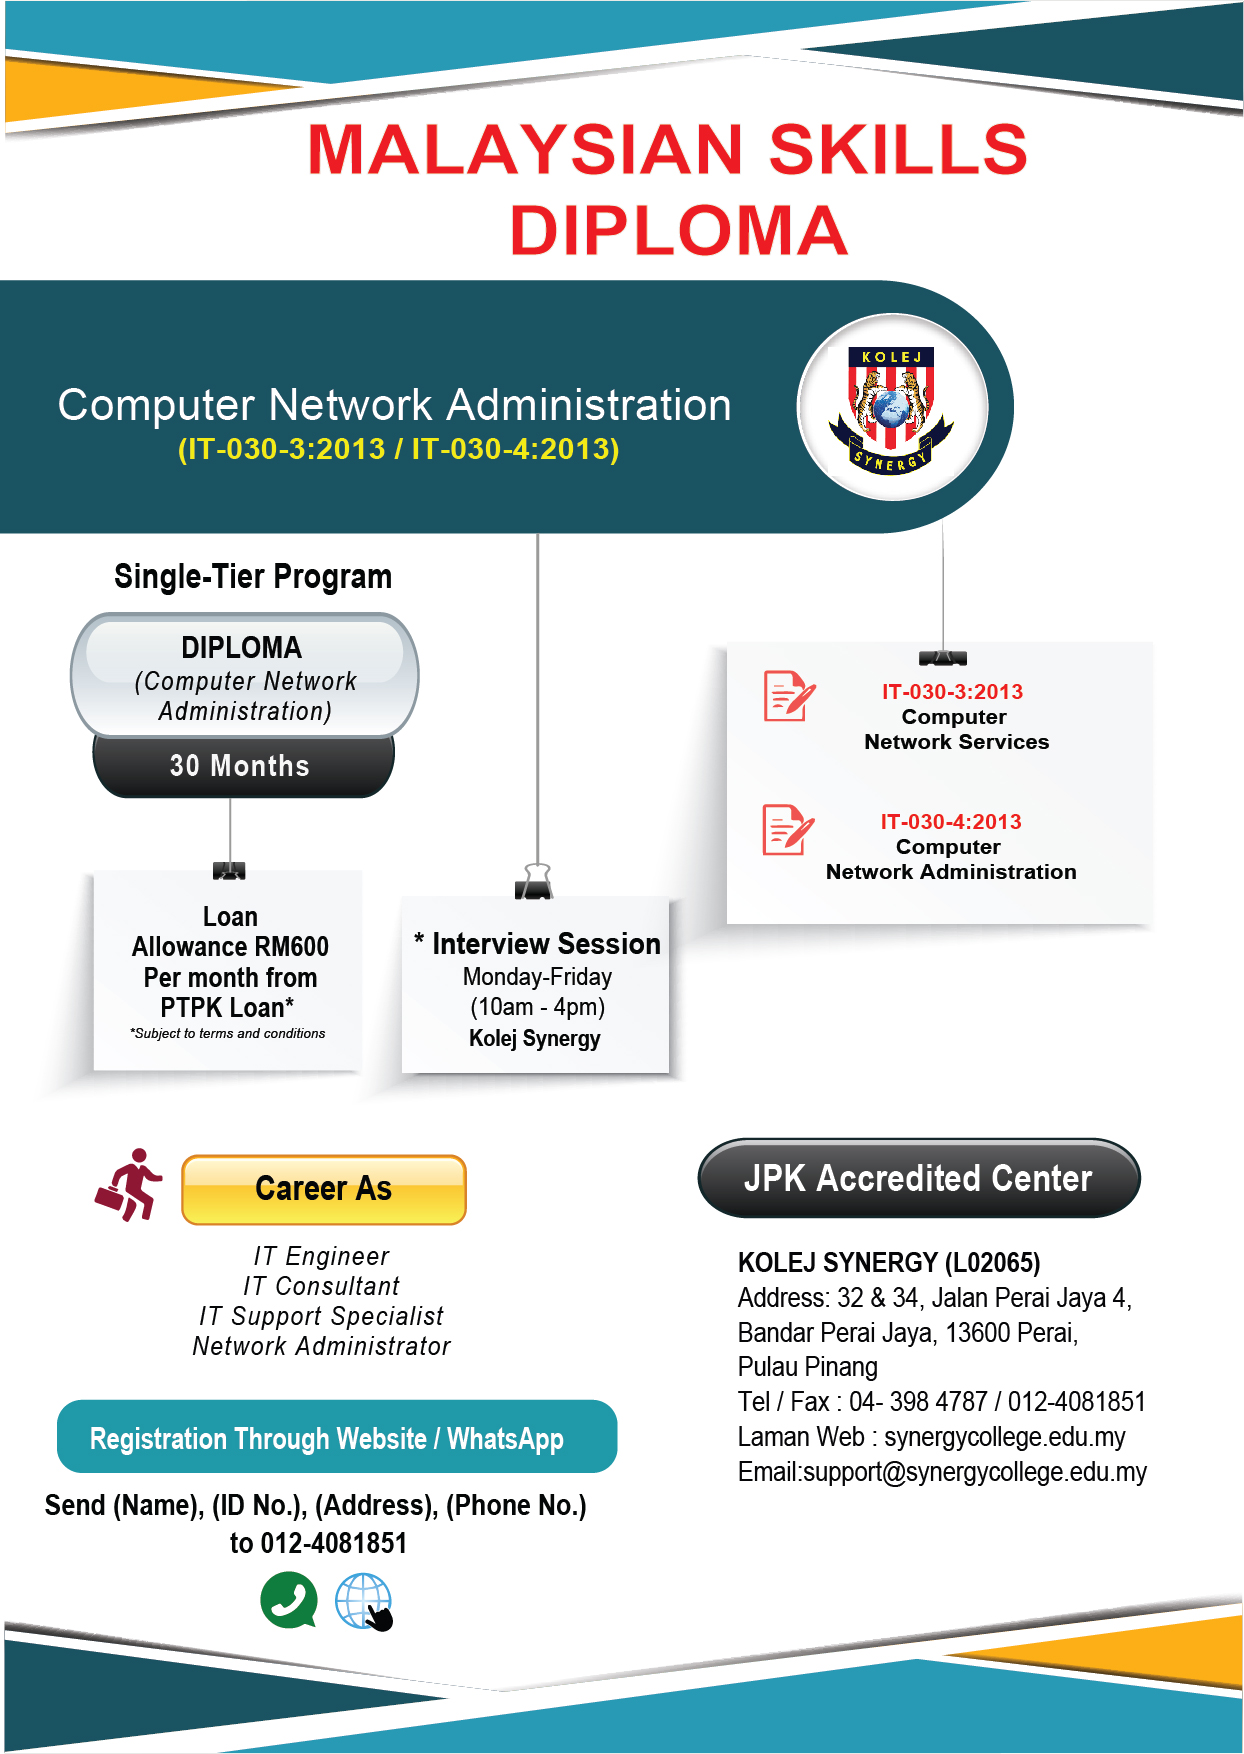 MALAYSIAN SKILLS
DIPLOMA
Computer Network Administration
(IT-030-3:2013 / IT-030-4:2013)
KOLEJ
SYNERGY
Single-Tier Program
DIPLOMA
(Computer Network
Administration)
30 Months
Loan
Allowance RM600
Per month from
PTPK Loan*
*Subject to terms and conditions
* Interview Session
Monday-Friday
(10am - 4pm)
Kolej Synergy
IT-030-3:2013
Computer
Network Services
IT-030-4:2013
Computer
Network Administration
Career As
IT Engineer
IT Consultant
IT Support Specialist
Network Administrator
Registration Through Website / WhatsApp
Send (Name), (ID No.), (Address), (Phone No.)
to 012-4081851
JPK Accredited Center
KOLEJ SYNERGY (L02065)
Address: 32 & 34, Jalan Perai Jaya 4,
Bandar Perai Jaya, 13600 Perai,
Pulau Pinang
Tel / Fax : 04- 398 4787 / 012-4081851
Laman Web : synergycollege.edu.my
Email:support@synergycollege.edu.my